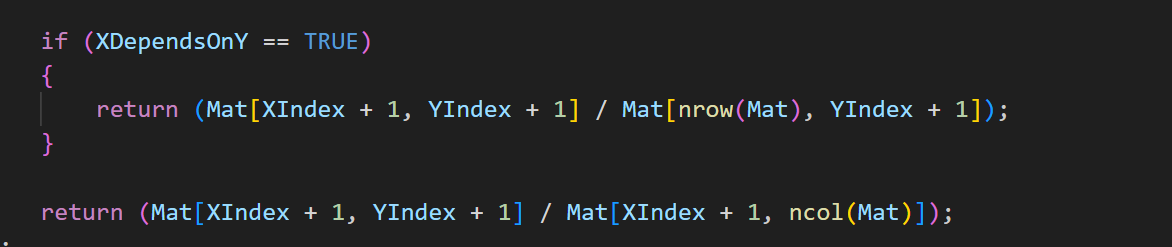 if (XDependsOnY == TRUE)
{
    return (Mat[XIndex + 1, YIndex + 1] / Mat[nrow(Mat), YIndex + 1]);
}
return (Mat[XIndex + 1, YIndex + 1] / Mat[XIndex + 1, ncol(Mat)]);